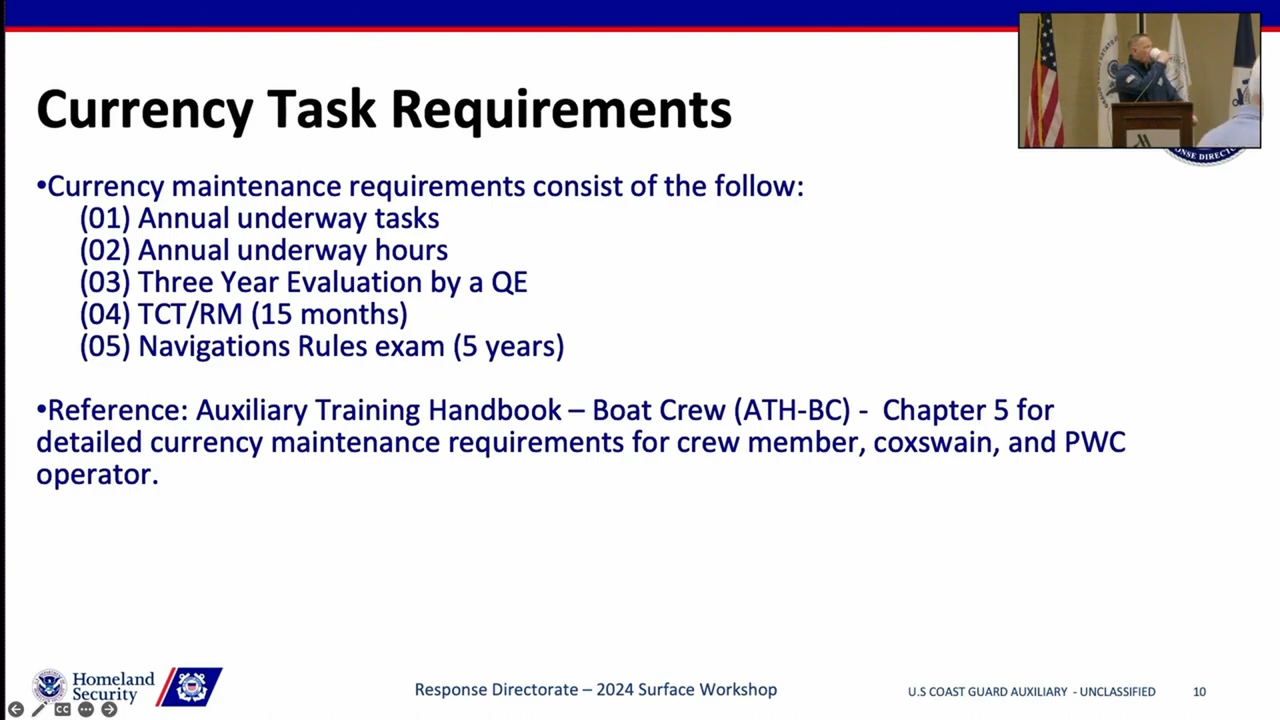 Currency Task Requirements
•Currency maintenance requirements consist of the follow:
(01) Annual underway tasks
(02) Annual underway hours
(03) Three Year Evaluation by a QE
(04) TCT/RM (15 months)
(05) Navigations Rules exam (5 years)
•Reference: Auxiliary Training Handbook – Boat Crew (ATH-BC) - Chapter 5 for
detailed currency maintenance requirements for crew member, coxswain, and PWC
operator.
Homeland
Security
CC
Response Directorate – 2024 Surface Workshop
U.S COAST GUARD AUXILIARY - UNCLASSIFIED
10